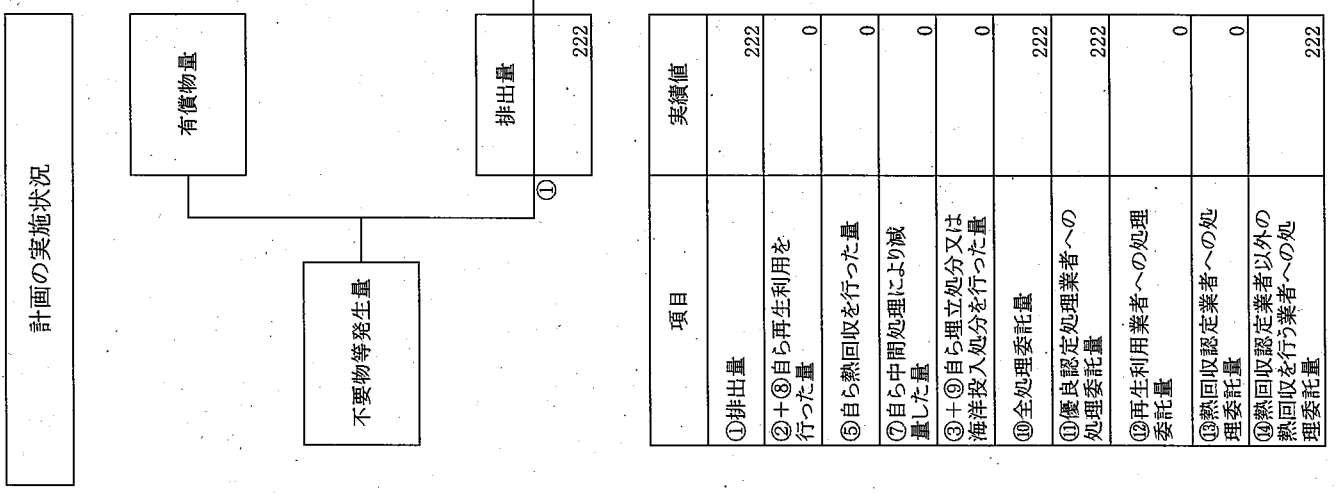 計画の実施状況
有償物量
不要物等発生量
①
排出量
222
項目
実績値
①排出量
222
②+⑧自ら再生利用を
行った量
0
⑤自ら熱回収を行った量
0
⑦自ら中間処理により減
量した量
0
③+⑨自ら埋立処分又は
海洋投入処分を行った量
0
⑩全処理委託量
222
⑪優良認定処理業者への
処理委託量
222
⑫再生利用業者への処理
委託量
0
⑬熱回収認定業者への処
理委託量
0
⑭熱回収認定業者以外の
熱回収を行う業者への処
理委託量
222